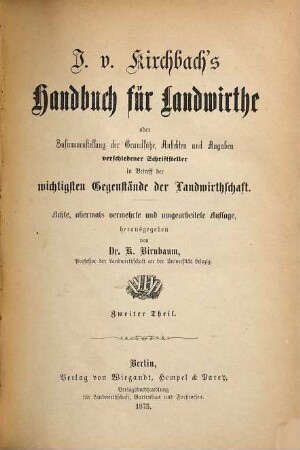 J. v. Kirchbach's
Handbuch für Landwirthe
oder
Zusammenstellung der Grundsätze, Ansichten und Angaben
verschiedener Schriftsteller
in Betreff der
wichtigsten Gegenstände der Landwirthschaft.
Achte, abermals vermehrte und umgearbeitete Auflage,
herausgegeben
von
Dr. K. Birnbaum,
Professor der Landwirthschaft an der Universität Leipzig.
Zweiter Theil.
Berlin,
Verlag von Wiegandt, Hempel & Parey,
Verlagsbuchhandlung
für Landwirthschaft, Gartenbau und Forstwesen.
1873.